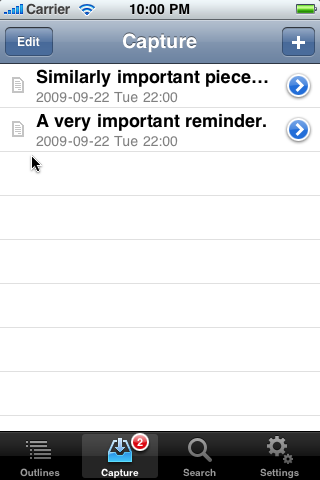 Carrier 10:00 PM
Edit Capture +
Similarly important piece...
2009-09-22 Tue 22:00
A very important reminder.
2009-09-22 Tue 22:00
2
Outlines Capture Search Settings